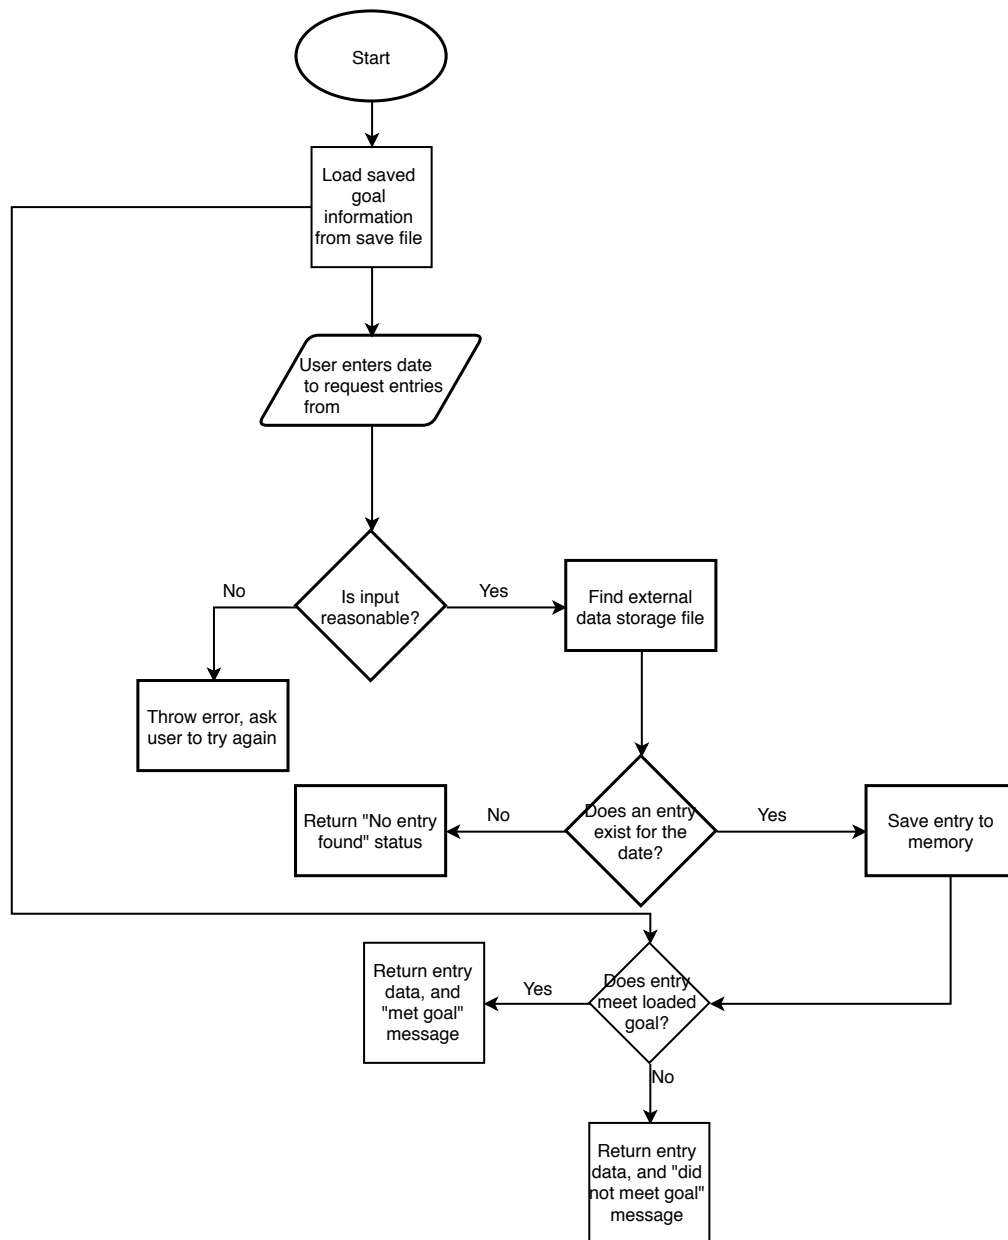 Start
Load saved
goal
information
from save file
User enters date
to request entries
from
No
Is input
reasonable?
Yes
Find external
data storage file
Throw error, ask
user to try again
Return "No entry
found" status
No
Does an entry
exist for the
date?
Yes
Save entry to
memory
Return entry
data, and
"met goal"
message
Yes
Does entry
meet loaded
goal?
No
Return entry
data, and "did
not meet goal"
message